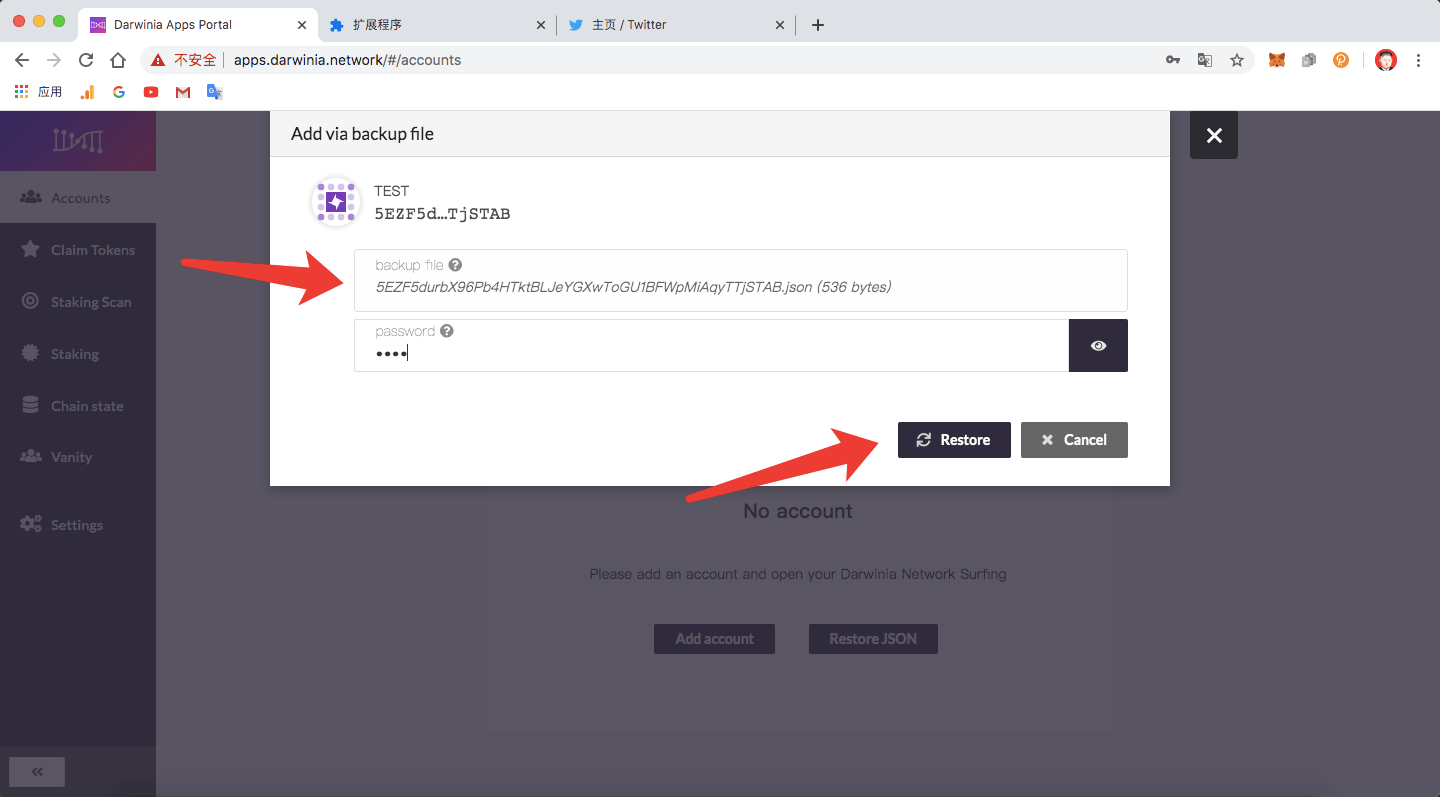 Darwinia Apps Portal
扩展程序
主页 / Twitter
不安全
apps.darwinia.network/#/accounts
应用
Add via backup file
TEST
5EZF5d…TjSTAB
backup file
5EZF5durbX96Pb4HTktBLJeYGXwToGU1BFWpMiAqyTTjSTAB.json (536 bytes)
password
••••
Restore
Cancel
Accounts
Claim Tokens
Staking Scan
Staking
Chain state
Vanity
Settings
No account
Please add an account and open your Darwinia Network Surfing
Add account
Restore JSON